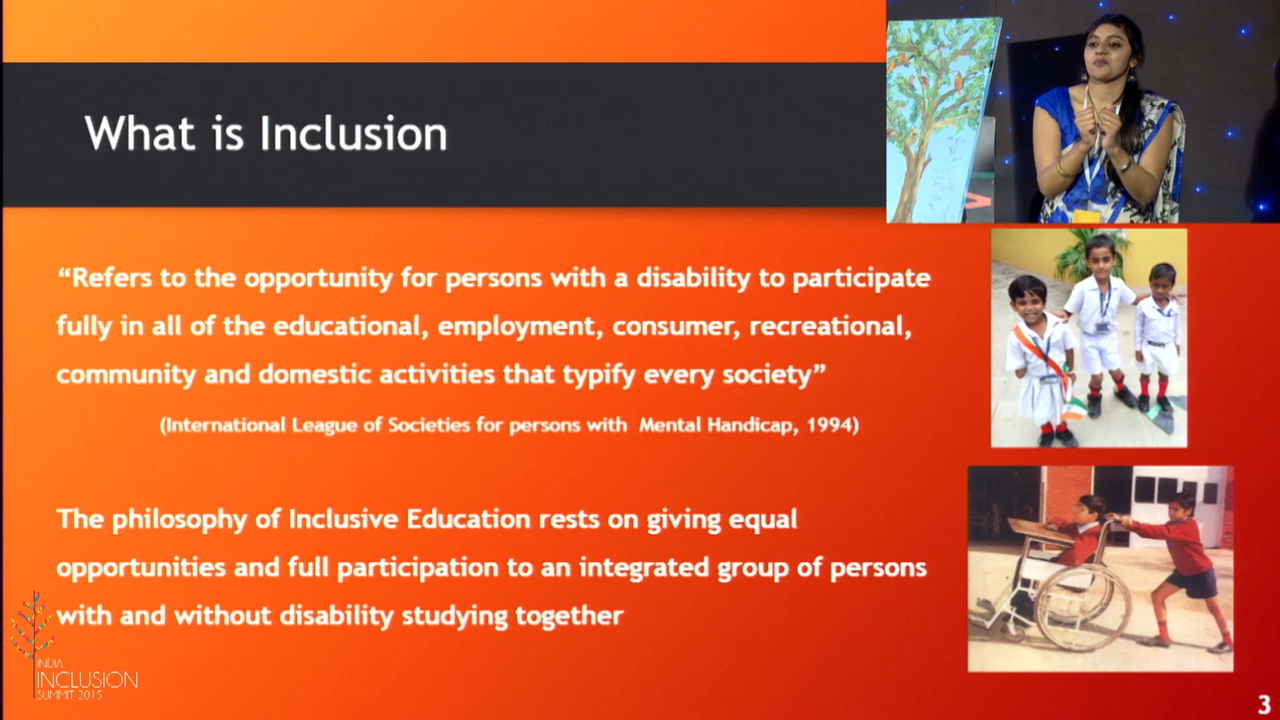 What is Inclusion
“Refers to the opportunity for persons with a disability to participate
fully in all of the educational, employment, consumer, recreational,
community and domestic activities that typify every society”
(International League of Societies for persons with Mental Handicap, 1994)
The philosophy of Inclusive Education rests on giving equal
opportunities and full participation to an integrated group of persons
with and without disability studying together
INDIA
INCLUSION
SUMMIT 2015
3